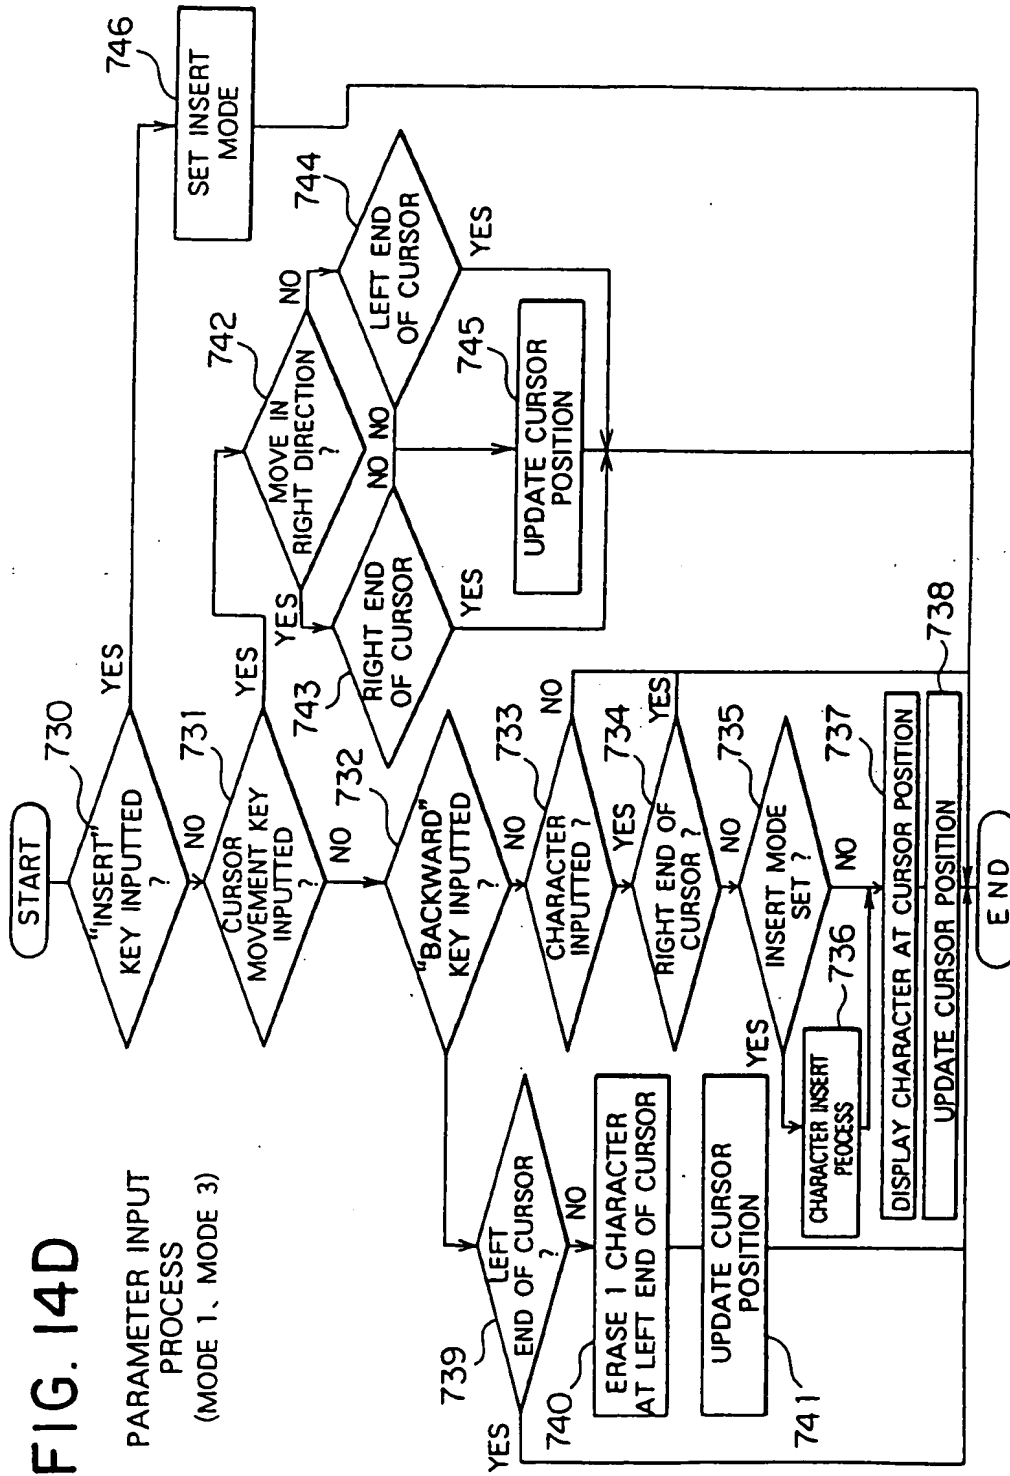 FIG. 14D
PARAMETER INPUT
PROCESS
(MODE 1、MODE 3)
START
730
"INSERT"
KEY INPUTTED
?
YES
NO
746
SET INSERT
MODE
731
CURSOR
MOVEMENT KEY
INPUTTED
?
YES
NO
742
MOVE IN
RIGHT DIRECTION
?
YES
NO
743
RIGHT END
OF CURSOR
NO
YES
744
LEFT END
OF CURSOR
NO
YES
745
UPDATE CURSOR
POSITION
732
"BACKWARD"
KEY INPUTTED
?
NO
739
LEFT
END OF CURSOR
?
YES
NO
740
ERASE 1 CHARACTER
AT LEFT END OF CURSOR
UPDATE CURSOR
POSITION
741
733
CHARACTER
INPUTTED ?
NO
YES
734
RIGHT END OF
CURSOR ?
YES
NO
735
INSERT MODE
SET ?
YES
NO
736
CHARACTER INSERT
PEOCESS
737
DISPLAY CHARACTER AT CURSOR POSITION
738
UPDATE CURSOR POSITION
END